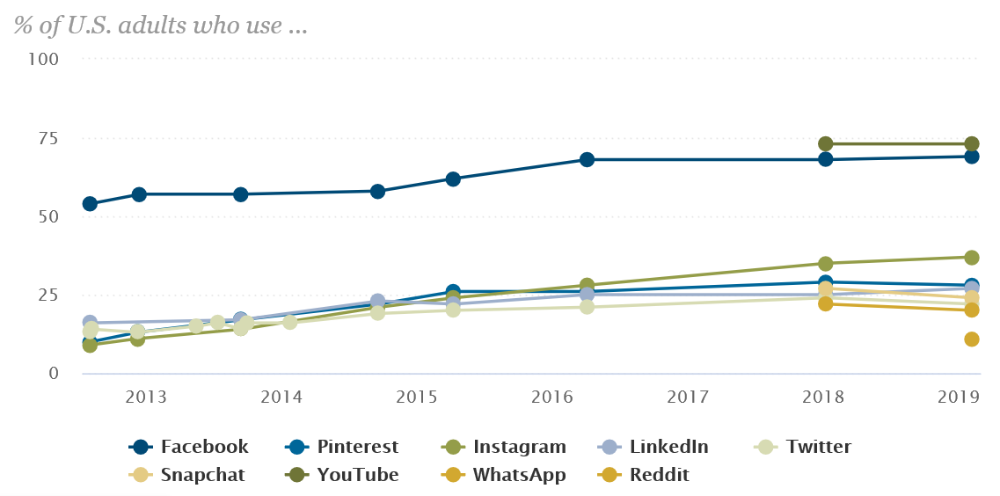 % of U.S. adults who use ...
100
75
50
25
0
2013 2014 2015 2016 2017 2018 2019
Facebook Pinterest Instagram LinkedIn Twitter
Snapchat YouTube WhatsApp Reddit